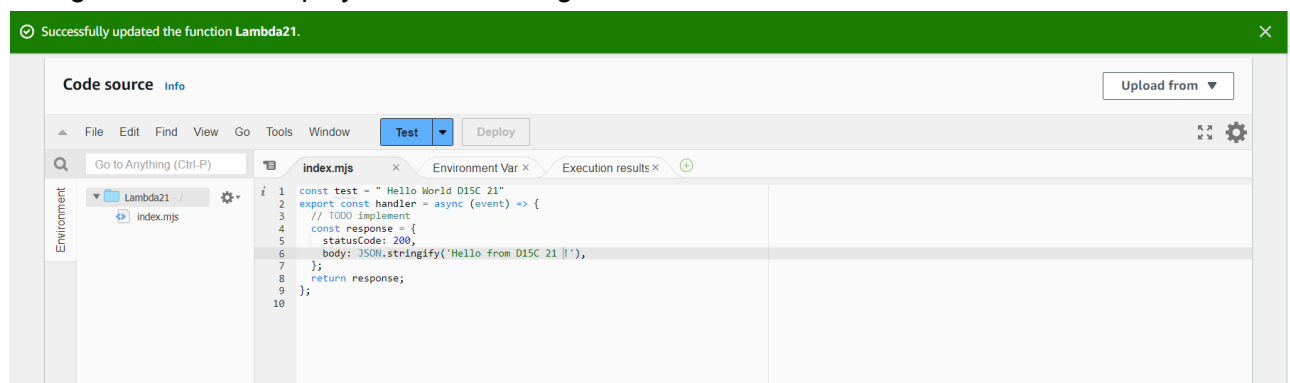 Successfully updated the function Lambda21.
Code source Info
Upload from
File Edit Find View Go Tools Window Test Deploy
Go to Anything (Ctrl-P)
index.mjs Environment Var Execution results
Environment
Lambda21 - /
index.mjs
1 const test = " Hello World D15C 21"
2 export const handler = async (event) => {
3 // TODO implement
4 const response = {
5 statusCode: 200,
6 body: JSON.stringify('Hello from D15C 21 !'),
7 };
8 return response;
9 };
10